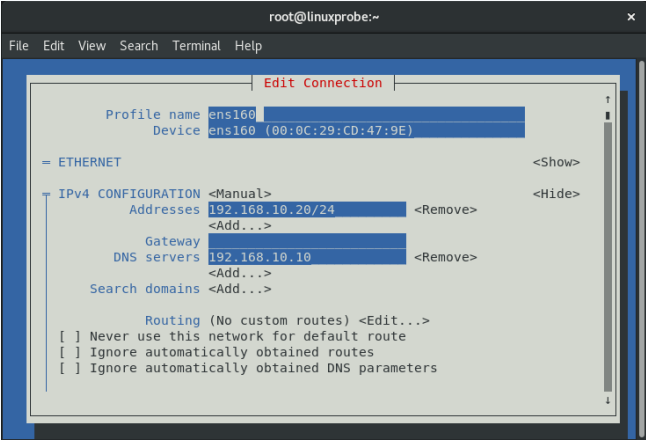 root@linuxprobe:~ ×
File Edit View Search Terminal Help
Edit Connection
Profile name ens160
Device ens160 (00:0C:29:CD:47:9E)
= ETHERNET <Show>
IPv4 CONFIGURATION <Manual> <Hide>
Addresses 192.168.10.20/24 <Remove>
<Add...>
Gateway
DNS servers 192.168.10.10 <Remove>
<Add...>
Search domains <Add...>
Routing (No custom routes) <Edit...>
[ ] Never use this network for default route
[ ] Ignore automatically obtained routes
[ ] Ignore automatically obtained DNS parameters